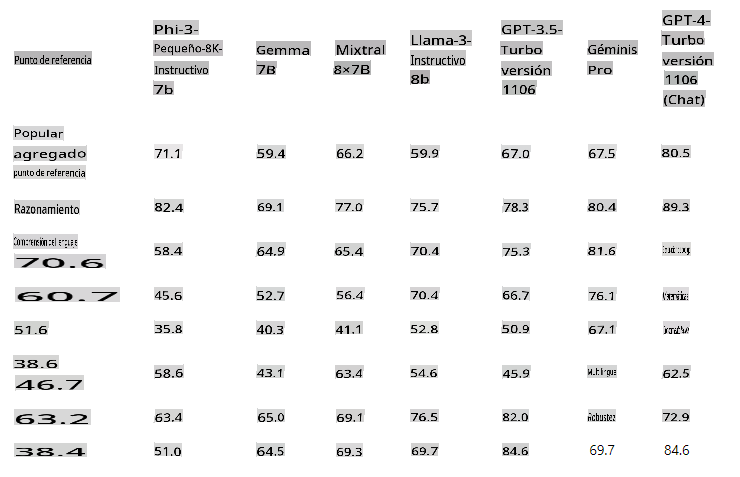 Punto de referencia
Phi-3-
Pequeño-8K-
Instructivo
7b
Gemma
7B
Mixtral
8×7B
Llama-3-
Instructivo
8b
GPT-3.5-
Turbo
versión
1106
Géminis
Pro
GPT-4-
Turbo
versión
1106
(Chat)
Popular
agregado
punto de referencia
71.1 59.4 66.2 59.9 67.0 67.5 80.5
Razonamiento 82.4 69.1 77.0 75.7 78.3 80.4 89.3
Comprensión del lenguaje
70.6 58.4 64.9 65.4 70.4 75.3 81.6
60.7 45.6 52.7 56.4 70.4 66.7 76.1 Matemáticas
51.6 35.8 40.3 41.1 52.8 50.9 67.1
38.6
46.7 58.6 43.1 63.4 54.6 45.9 Multilingüe 62.5
63.2 63.4 65.0 69.1 76.5 82.0 Robustez 72.9
38.4 51.0 64.5 69.3 69.7 84.6 69.7 84.6